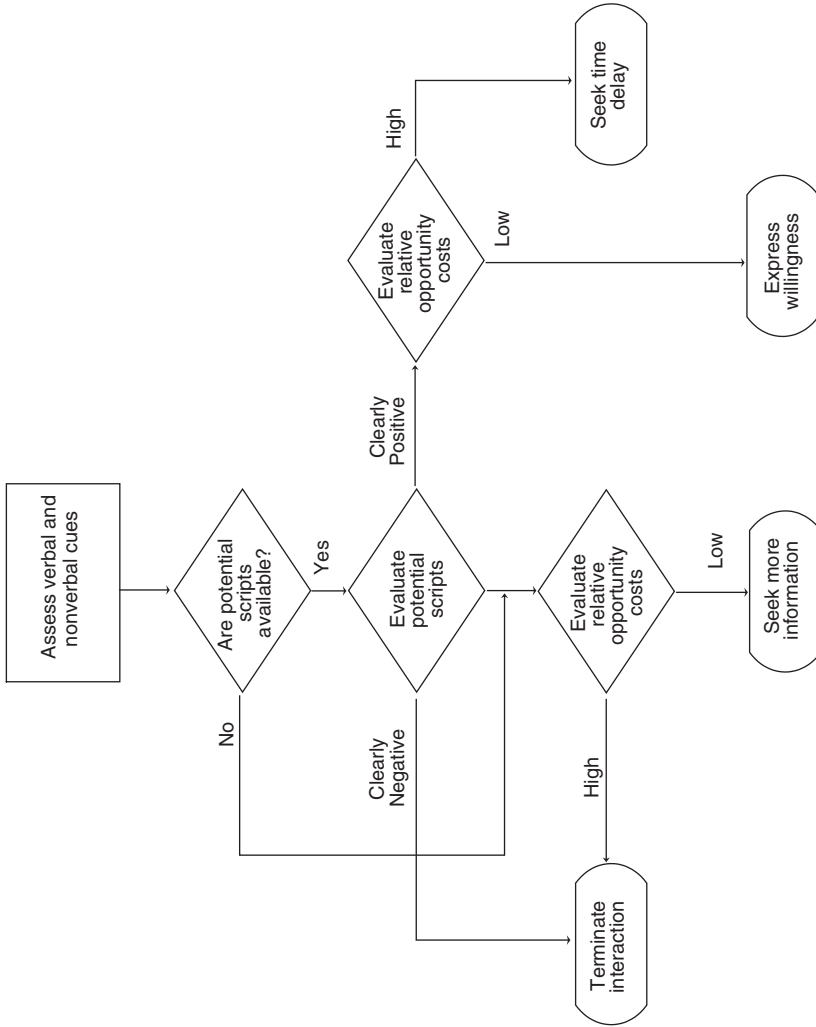 Assess verbal and
nonverbal cues
Are potential
scripts
available?
No
Yes
Evaluate
potential
scripts
Clearly
Negative
Clearly
Positive
Evaluate
relative
opportunity
costs
High
Low
Evaluate
relative
opportunity
costs
High
Low
Terminate
interaction
Seek more
information
Express
willingness
Seek time
delay